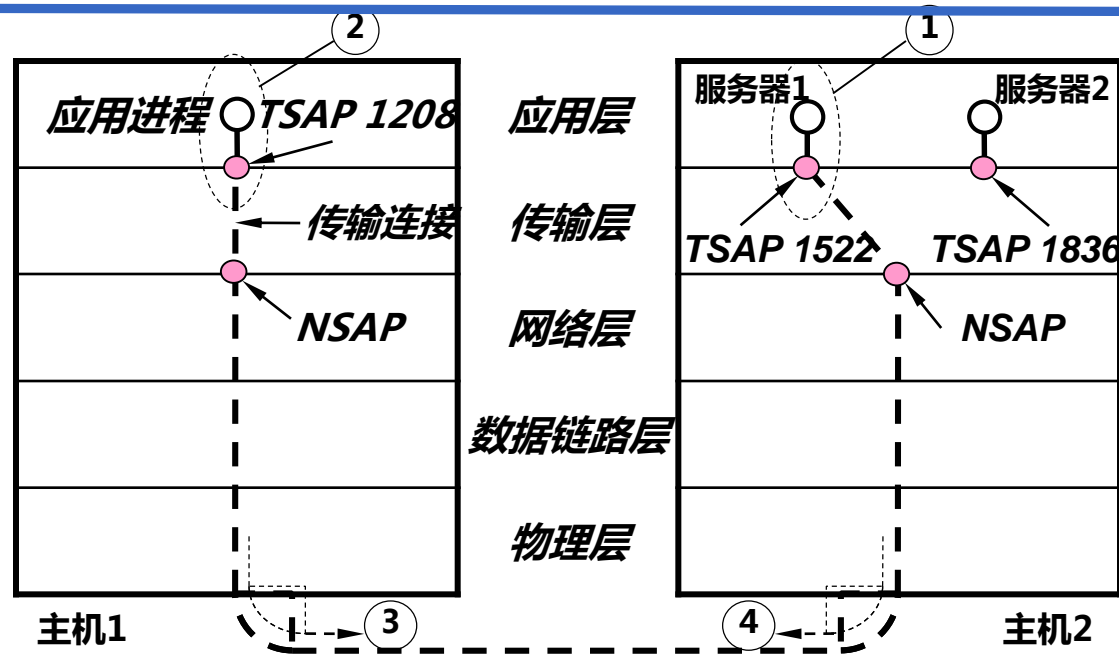 2
1
应用进程
TSAP 1208
应用层
服务器1
服务器2
传输连接
传输层
TSAP 1522
TSAP 1836
NSAP
网络层
NSAP
数据链路层
物理层
主机1
3
4
主机2